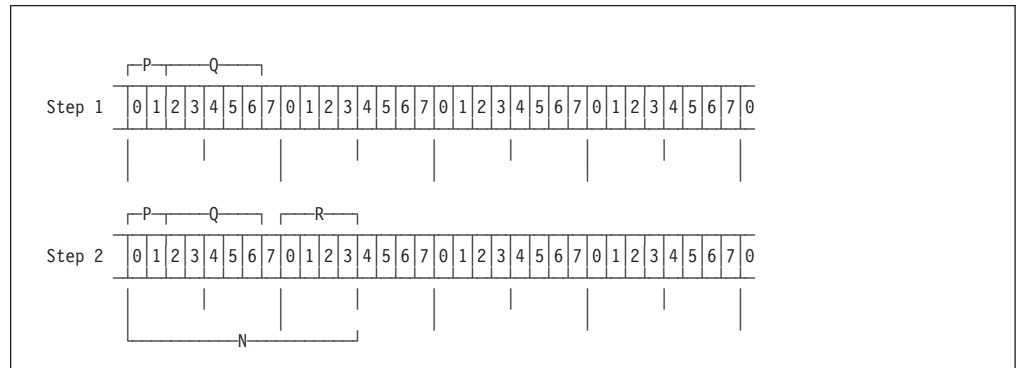 P Q
Step 1 0 1 2 3 4 5 6 7 0 1 2 3 4 5 6 7 0 1 2 3 4 5 6 7 0 1 2 3 4 5 6 7 0
P Q R
Step 2 0 1 2 3 4 5 6 7 0 1 2 3 4 5 6 7 0 1 2 3 4 5 6 7 0 1 2 3 4 5 6 7 0
N